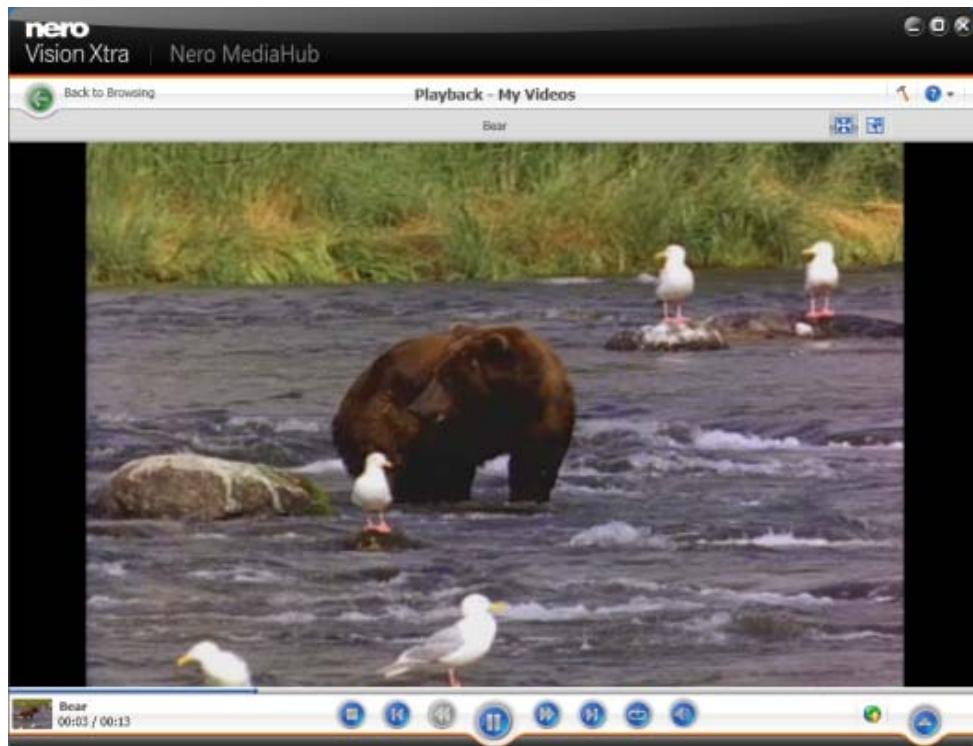 nero
Vision Xtra | Nero MediaHub
Back to Browsing
Playback - My Videos
Bear
Bear
00:03 / 00:13